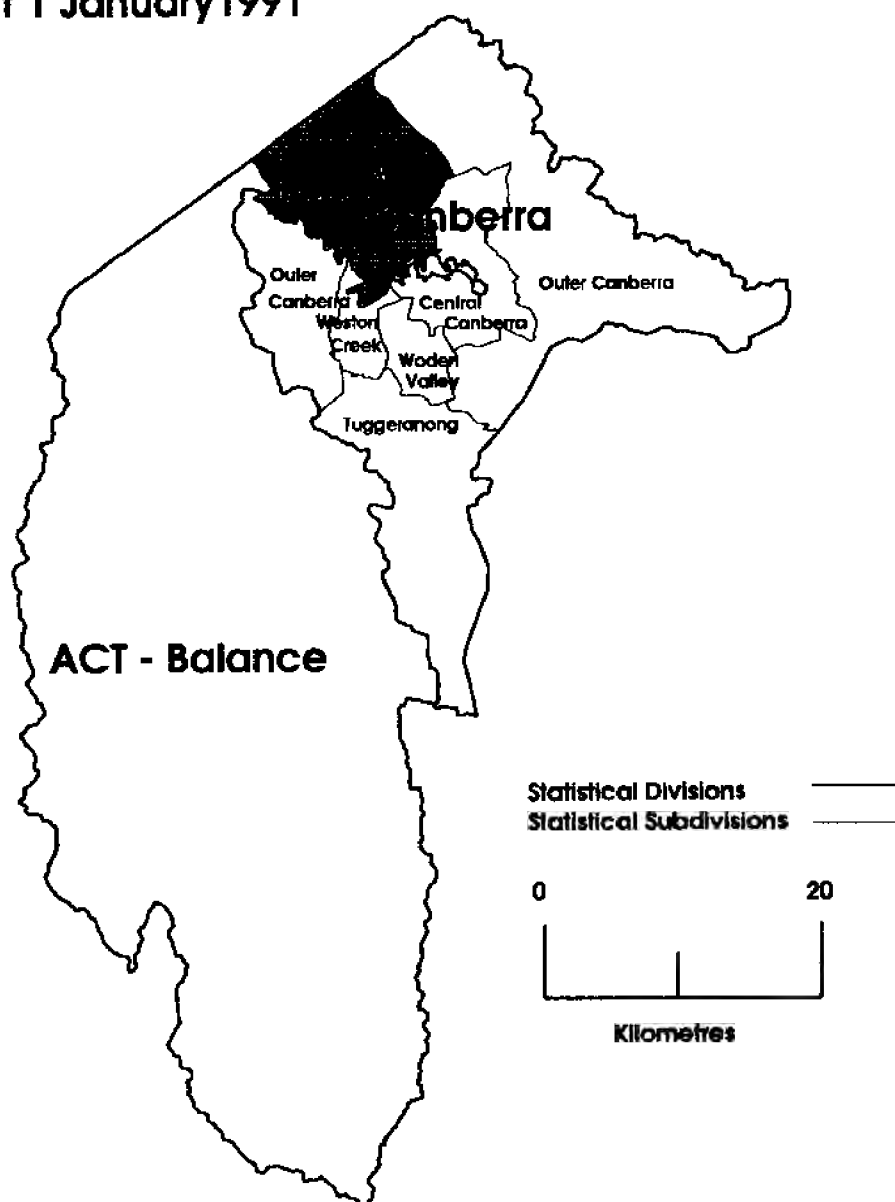 1 January 1991
Outer
Canberra
Weston
Creek
Central
Canberra
Woden
Valley
Outer Canberra
Tuggeranong
ACT - Balance
Statistical Divisions
Statistical Subdivisions
0 20
Kilometres